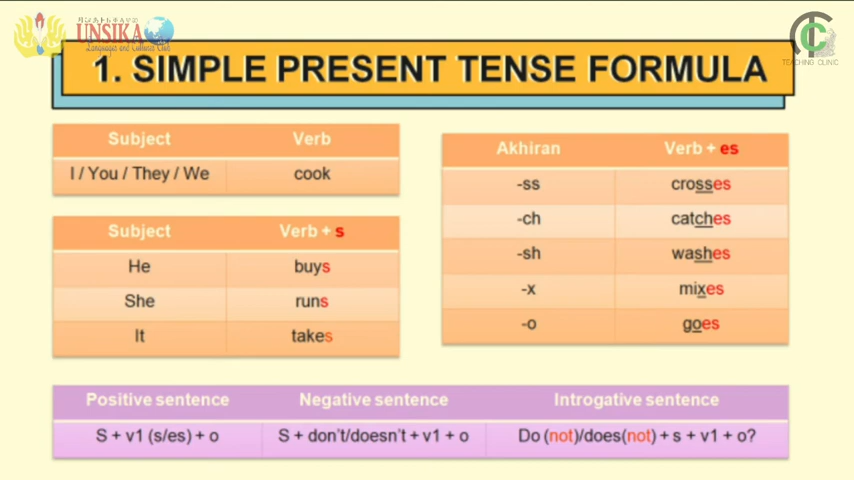 UNSIKA
Languages and Cultures Club
TEACHING CLINIC
1. SIMPLE PRESENT TENSE FORMULA
Subject Verb
I / You / They / We cook
Subject Verb + s
He buys
She runs
It takes
Akhiran Verb + es
-ss crosses
-ch catches
-sh washes
-x mixes
-o goes
Positive sentence Negative sentence Introgative sentence
S + v1 (s/es) + o S + don't/doesn't + v1 + o Do (not)/does(not) + s + v1 + o?